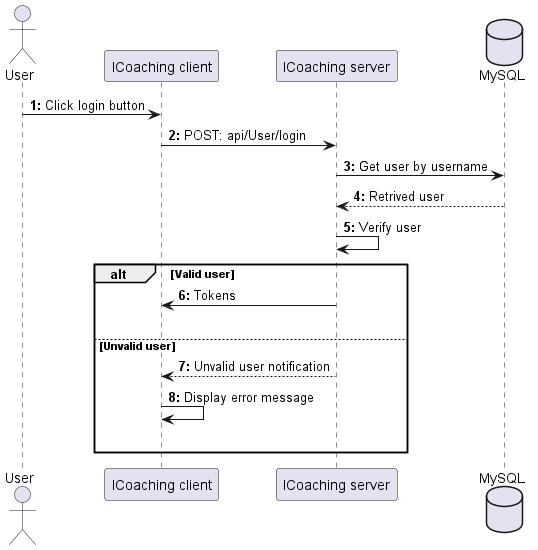 User
ICoaching client
ICoaching server
MySQL
1: Click login button
2: POST: api/User/login
3: Get user by username
4: Retrived user
5: Verify user
alt [Valid user]
6: Tokens
[Unvalid user]
7: Unvalid user notification
8: Display error message
User
ICoaching client
ICoaching server
MySQL